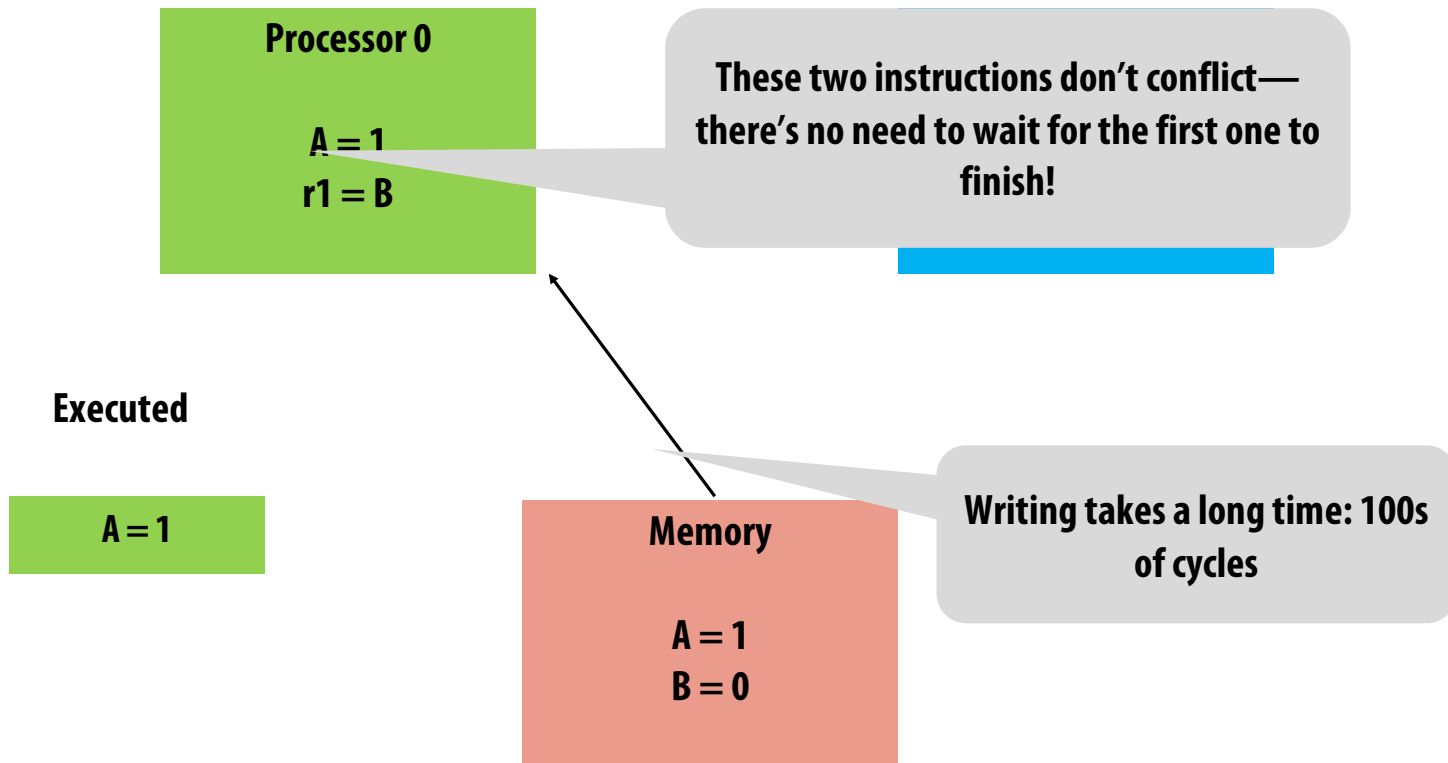 Processor 0
A = 1
r1 = B
These two instructions don’t conflict—
there’s no need to wait for the first one to
finish!
Executed
A = 1
Memory
A = 1
B = 0
Writing takes a long time: 100s
of cycles